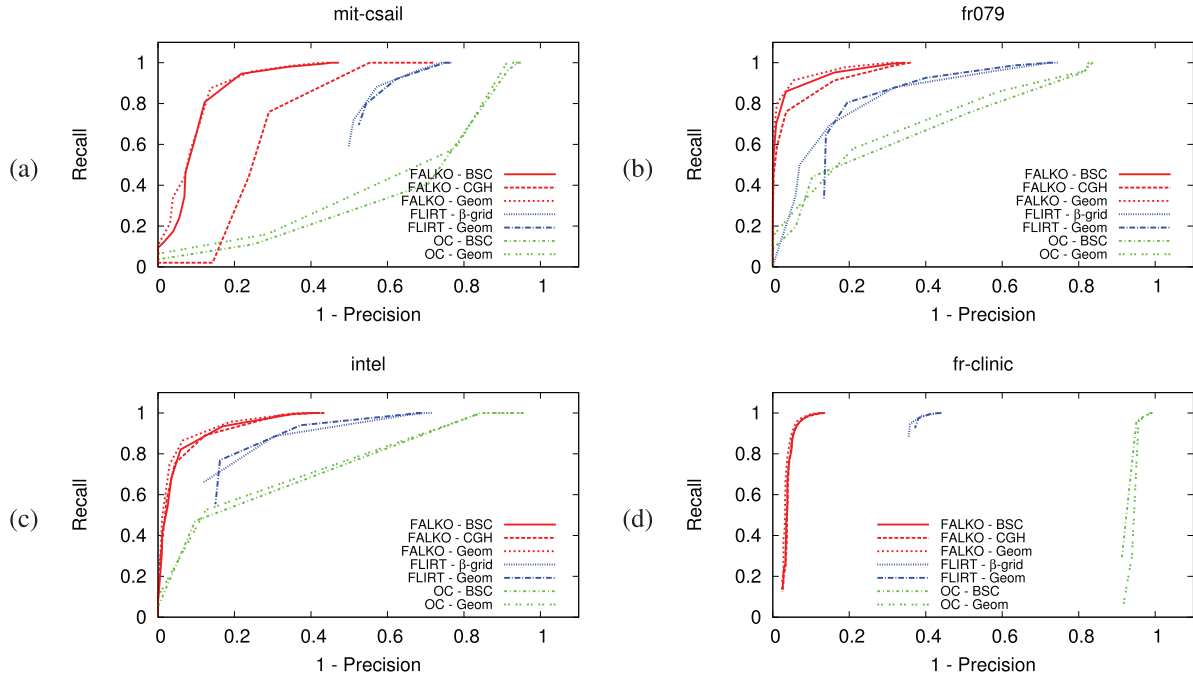 mit-csail
(a)
Recall
1
0.8
0.6
0.4
0.2
0
0 0.2 0.4 0.6 0.8 1
1 - Precision
FALKO - BSC
FALKO - CGH
FALKO - Geom
FLIRT - β-grid
FLIRT - Geom
OC - BSC
OC - Geom
fr079
(b)
Recall
1
0.8
0.6
0.4
0.2
0
0 0.2 0.4 0.6 0.8 1
1 - Precision
FALKO - BSC
FALKO - CGH
FALKO - Geom
FLIRT - β-grid
FLIRT - Geom
OC - BSC
OC - Geom
intel
(c)
Recall
1
0.8
0.6
0.4
0.2
0
0 0.2 0.4 0.6 0.8 1
1 - Precision
FALKO - BSC
FALKO - CGH
FALKO - Geom
FLIRT - β-grid
FLIRT - Geom
OC - BSC
OC - Geom
fr-clinic
(d)
Recall
1
0.8
0.6
0.4
0.2
0
0 0.2 0.4 0.6 0.8 1
1 - Precision
FALKO - BSC
FALKO - CGH
FALKO - Geom
FLIRT - β-grid
FLIRT - Geom
OC - BSC
OC - Geom